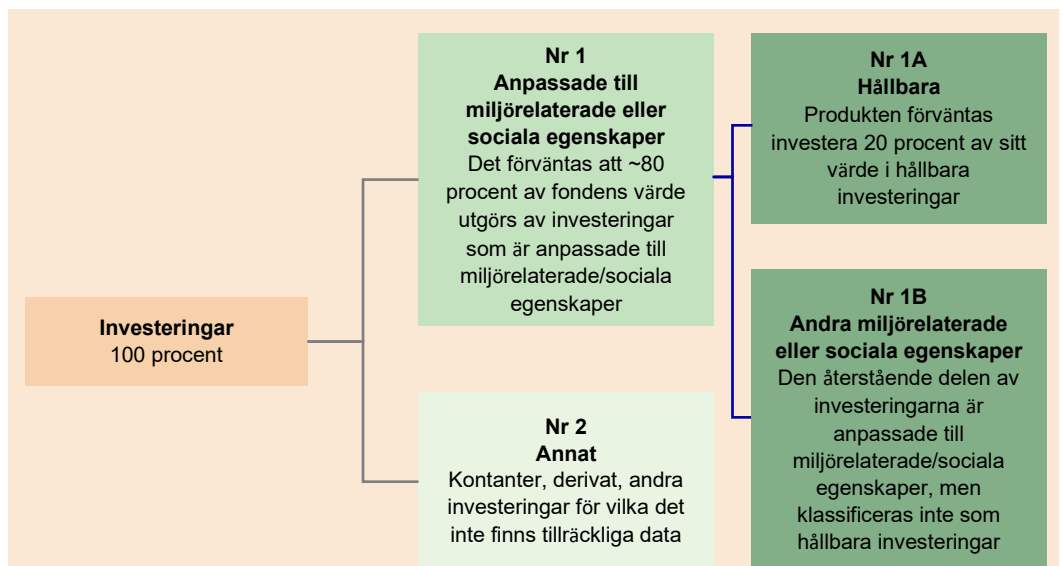 Investeringar
100 procent
Nr 1
Anpassade till
miljörelaterade eller
sociala egenskaper
Det förväntas att ~80
procent av fondens värde
utgörs av investeringar
som är anpassade till
miljörelaterade/sociala
egenskaper
Nr 2
Annat
Kontanter, derivat, andra
investeringar för vilka det
inte finns tillräckliga data
Nr 1A
Hållbara
Produkten förväntas
investera 20 procent av sitt
värde i hållbara
investeringar
Nr 1B
Andra miljörelaterade
eller sociala egenskaper
Den återstående delen av
investeringarna är
anpassade till
miljörelaterade/sociala
egenskaper, men
klassificeras inte som
hållbara investeringar